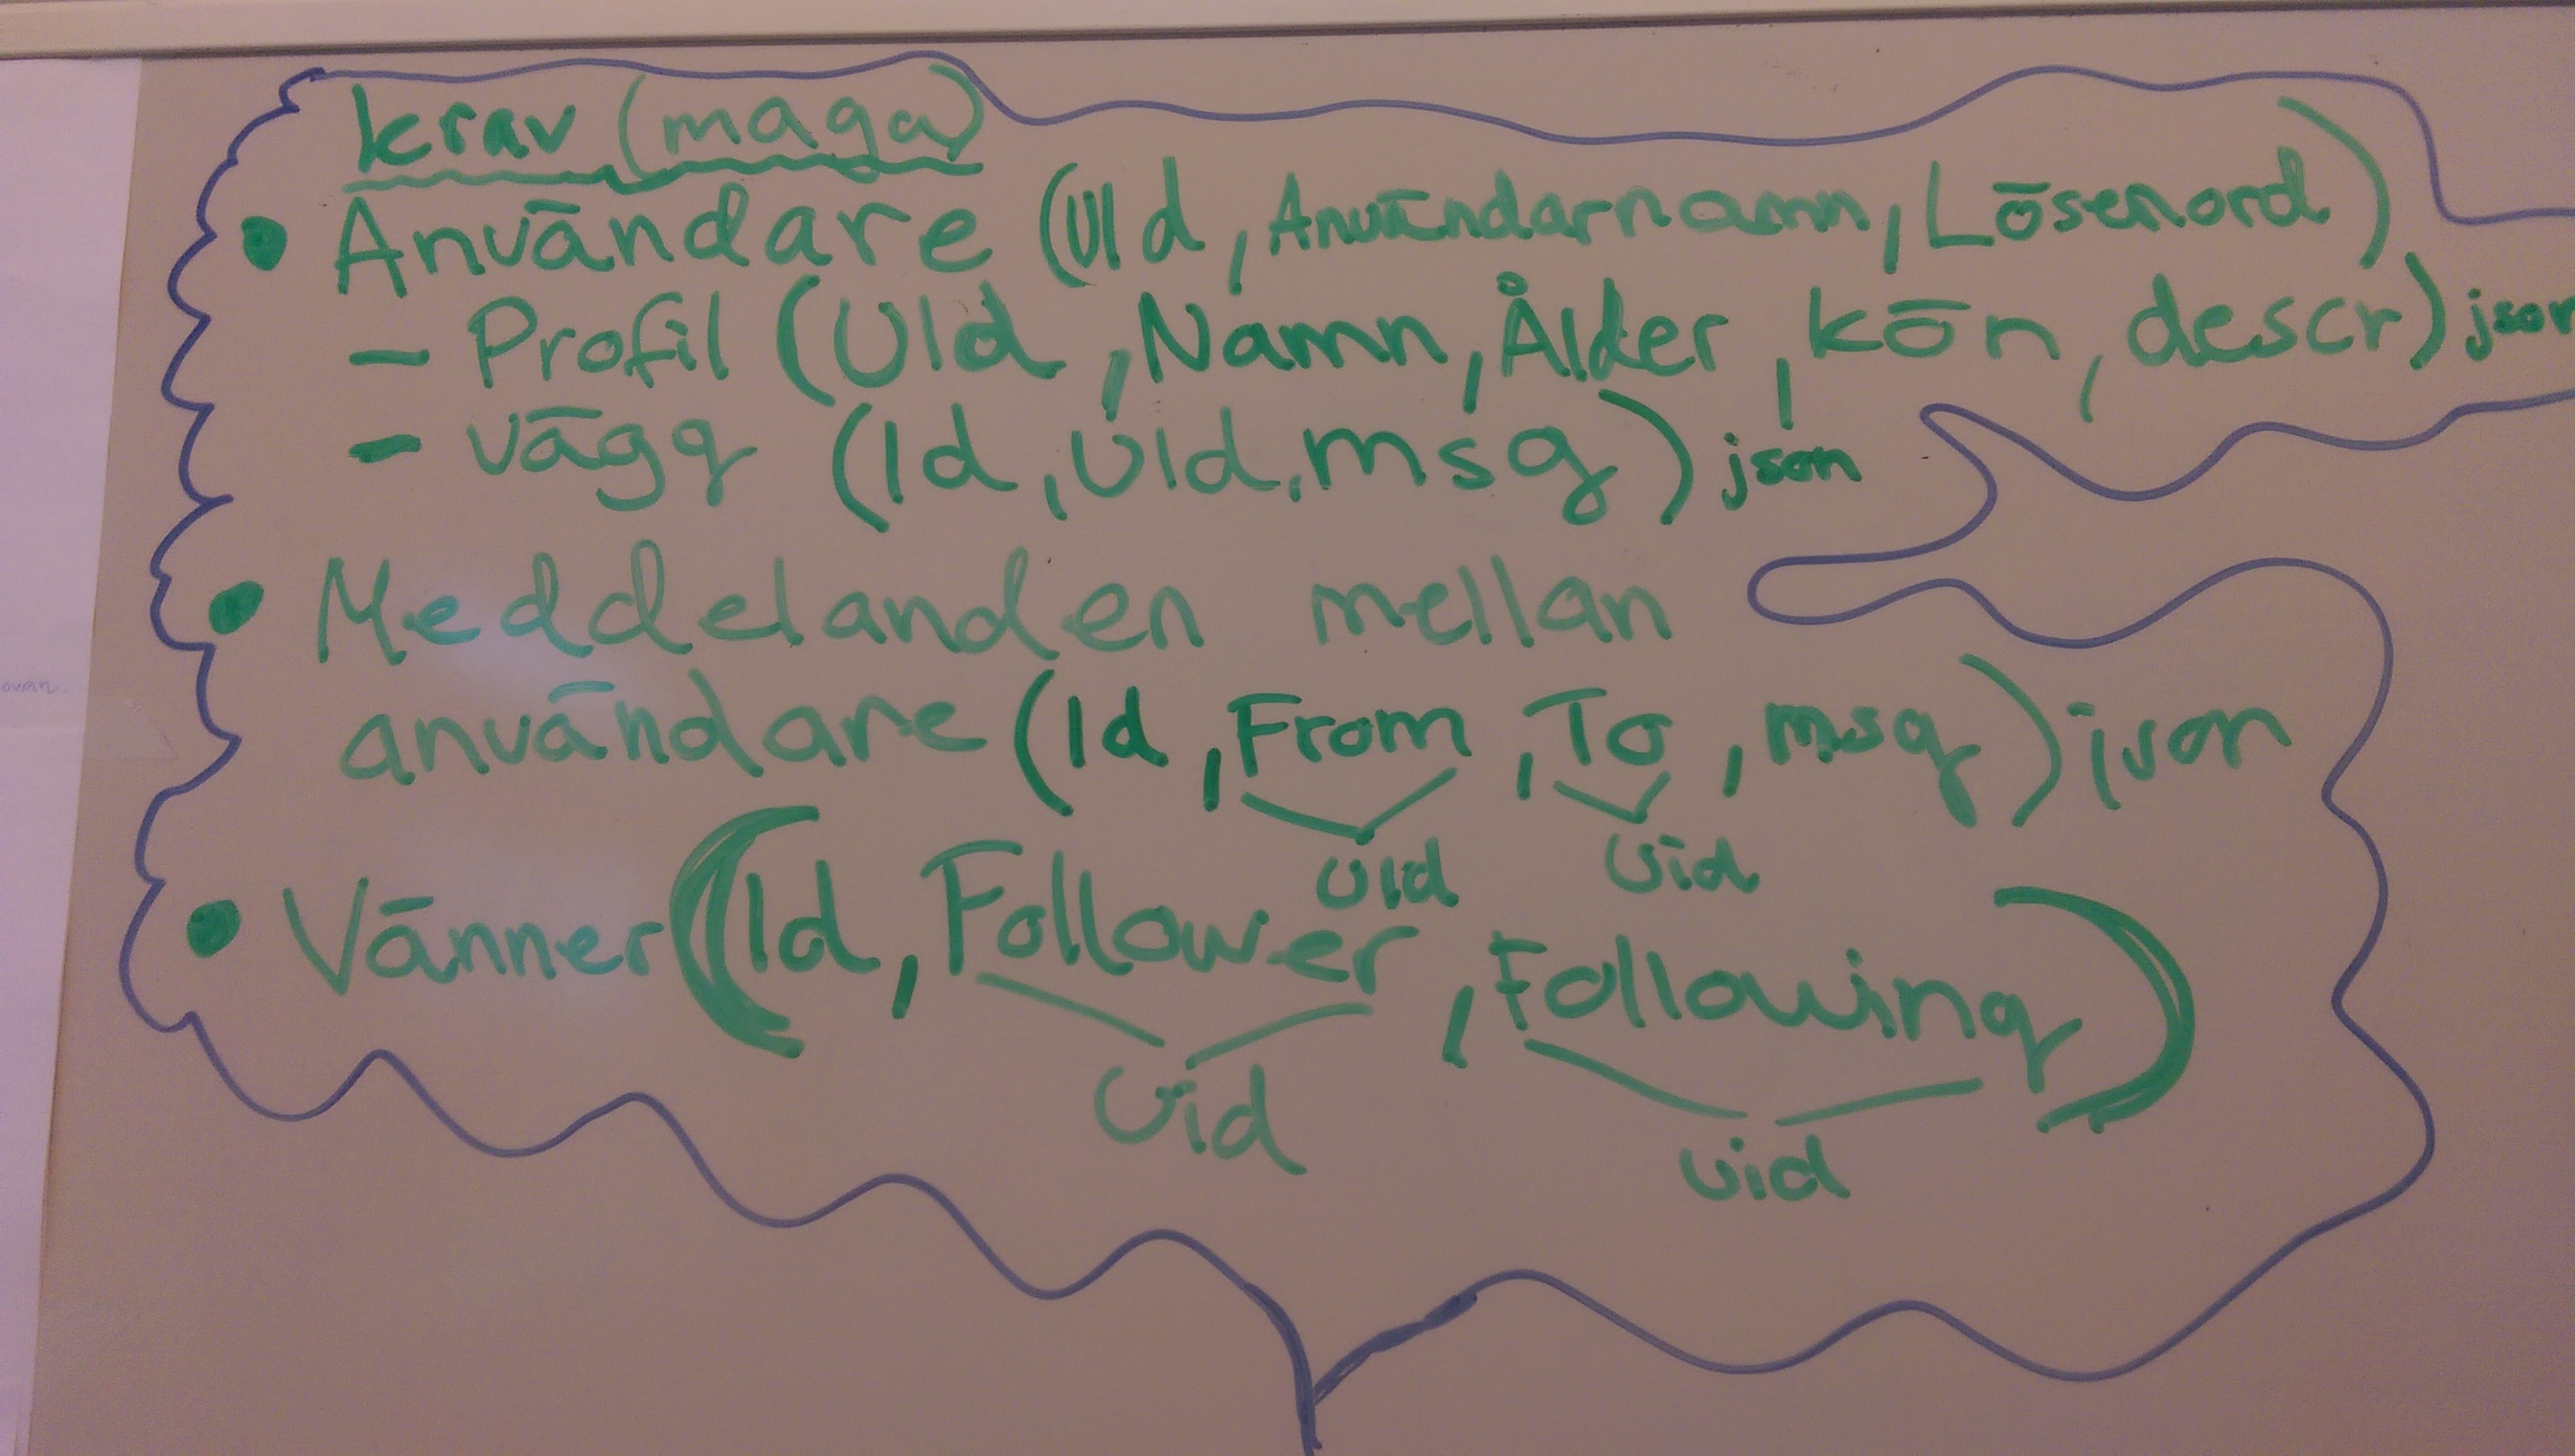 krav (maga)
• Användare (UId, Användarnamn, Lösenord)
- Profil (UId, Namn, Ålder, kön, descr) json
- vägg (Id, UId, msg) json
• Meddelanden mellan
användare (Id, From, To, msg) json
UId Uid
• Vänner (Id, Follower, Following)
Uid Uid